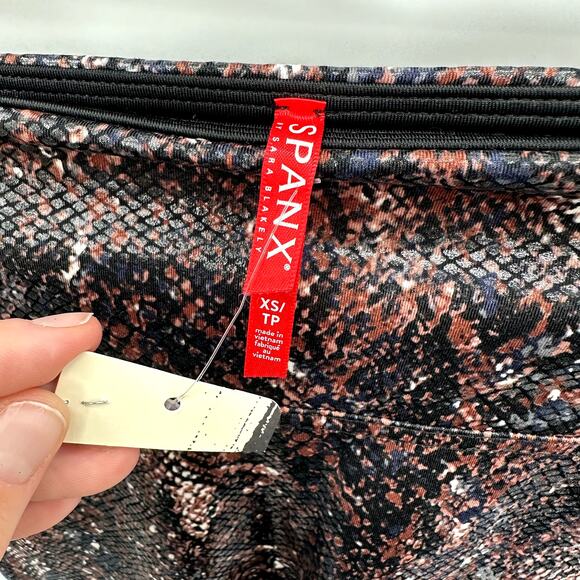 SPANX®
BY SARA BLAKELY
XS/
TP
made in
vietnam
fabriqué
au
vietnam